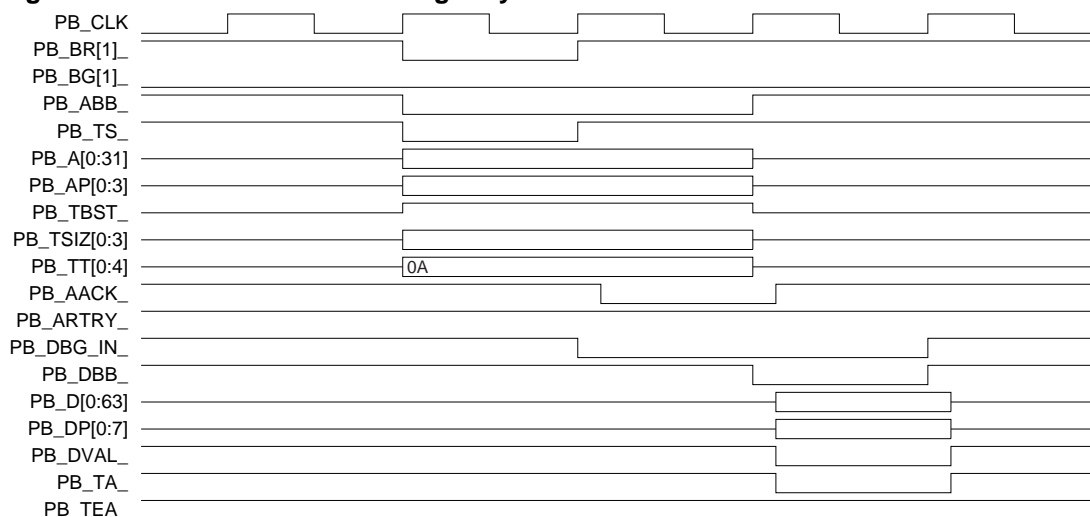 PB_CLK
PB_BR[1]_
PB_BG[1]_
PB_ABB_
PB_TS_
PB_A[0:31]
PB_AP[0:3]
PB_TBST_
PB_TSIZ[0:3]
PB_TT[0:4] 0A
PB_AACK_
PB_ARTRY_
PB_DBG_IN_
PB_DBB_
PB_D[0:63]
PB_DP[0:7]
PB_DVAL_
PB_TA_
PB_TEA